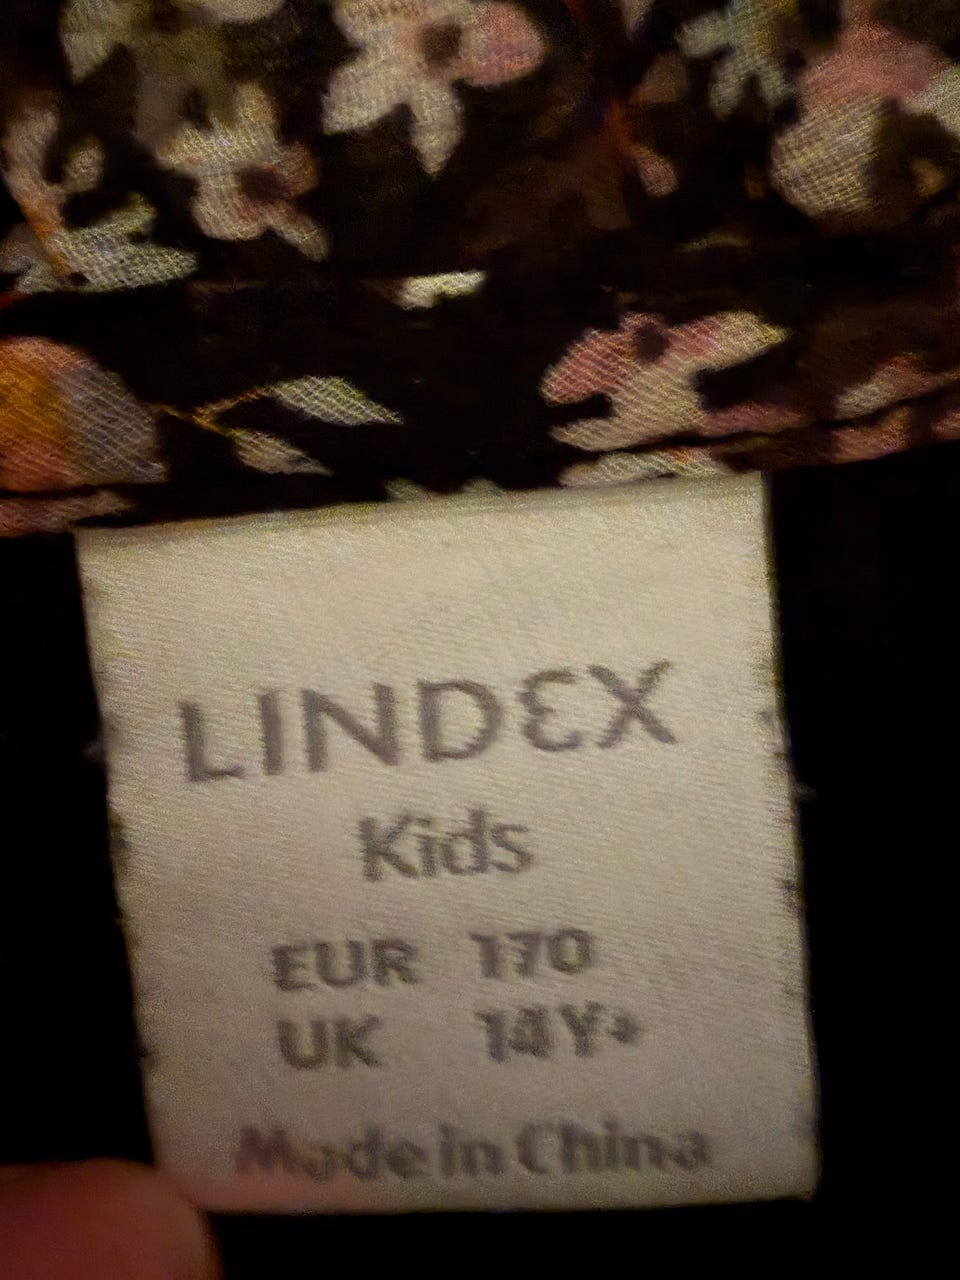 LINDEX
Kids
EUR 170
UK 14Y+
Made in China